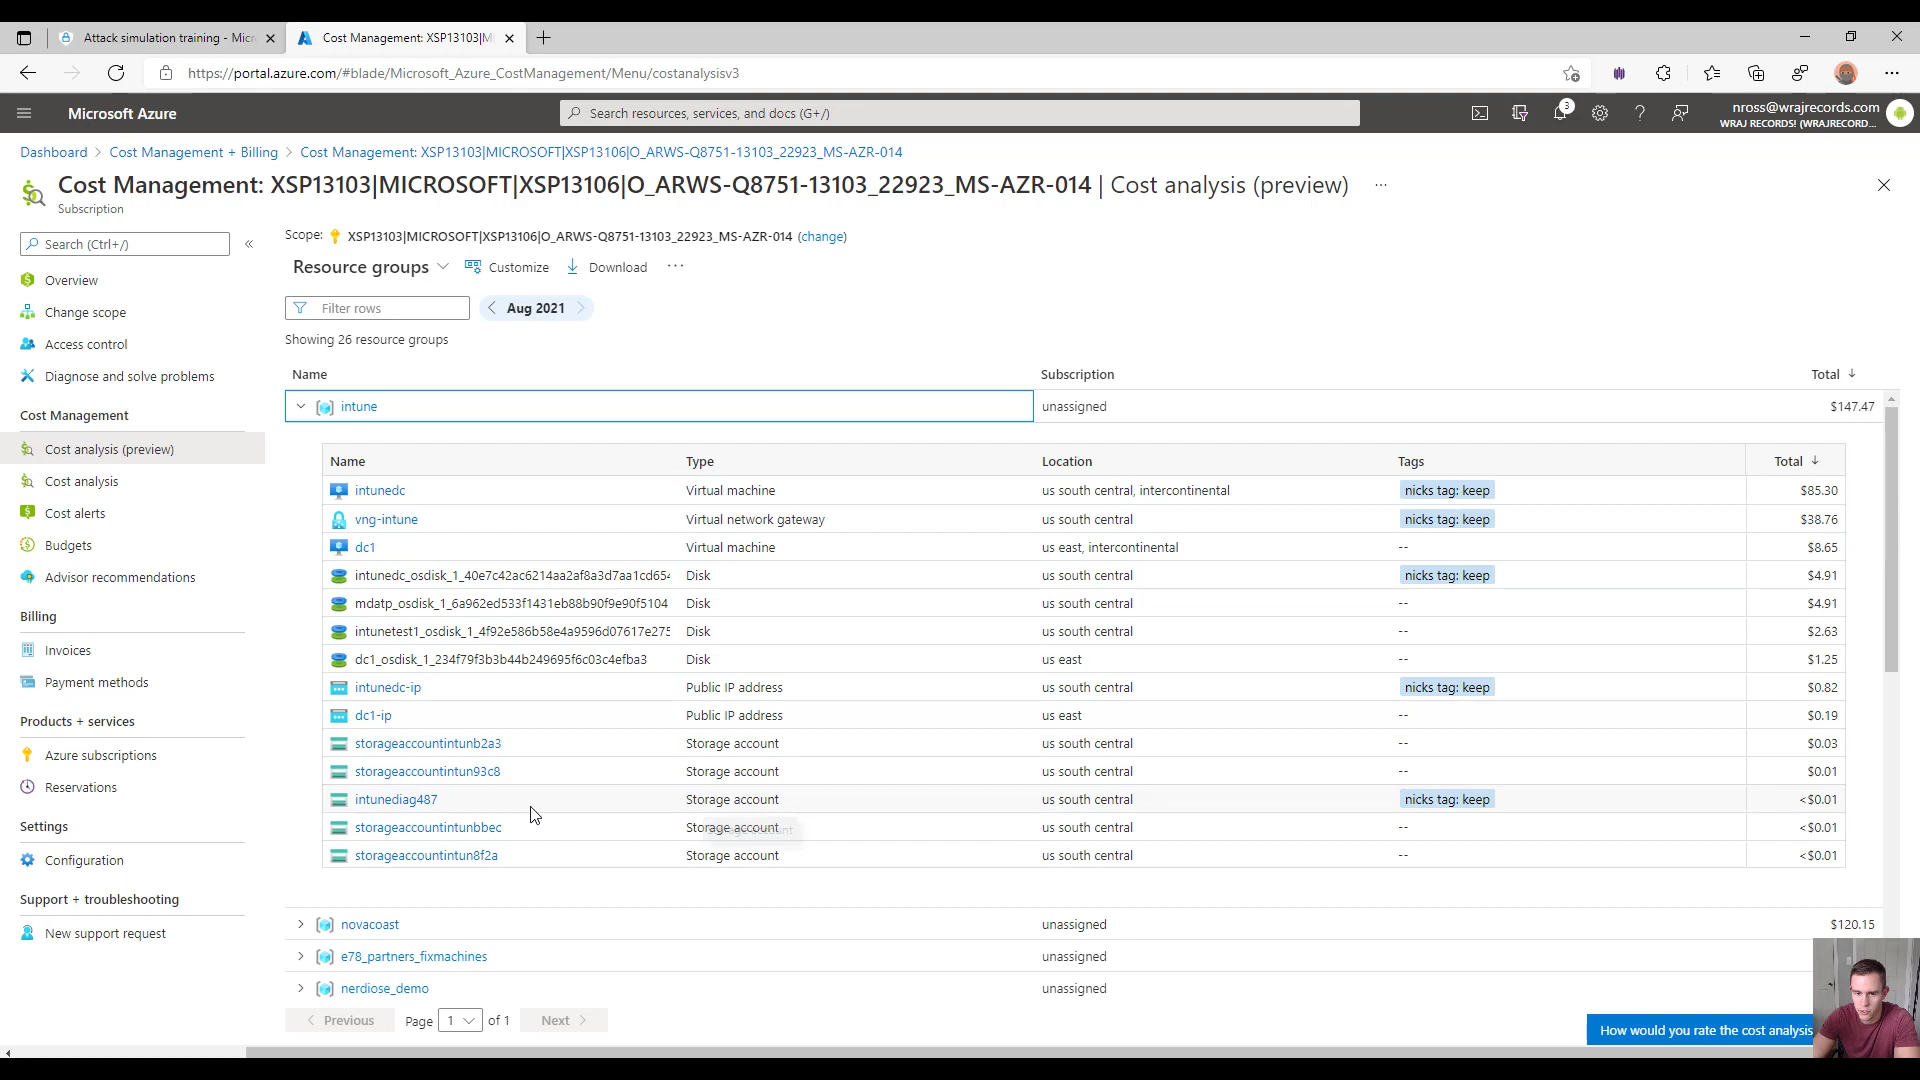 Attack simulation training - Micr
Cost Management: XSP13103|M
https://portal.azure.com/#blade/Microsoft_Azure_CostManagement/Menu/costanalysisv3
Microsoft Azure
Search resources, services, and docs (G+/)
3
nross@wrajrecords.com
WRAJ RECORDS! (WRAJRECORD...
Dashboard > Cost Management + Billing > Cost Management: XSP13103|MICROSOFT|XSP13106|O_ARWS-Q8751-13103_22923_MS-AZR-014
Cost Management: XSP13103|MICROSOFT|XSP13106|O_ARWS-Q8751-13103_22923_MS-AZR-014 | Cost analysis (preview) ...
Subscription
Search (Ctrl+/)
«
Overview
Change scope
Access control
Diagnose and solve problems
Cost Management
Cost analysis (preview)
Cost analysis
Cost alerts
Budgets
Advisor recommendations
Billing
Invoices
Payment methods
Products + services
Azure subscriptions
Reservations
Settings
Configuration
Support + troubleshooting
New support request
Scope: XSP13103|MICROSOFT|XSP13106|O_ARWS-Q8751-13103_22923_MS-AZR-014 (change)
Resource groups Customize Download ...
Filter rows Aug 2021
Showing 26 resource groups
Name Subscription Total ↓
intune unassigned $147.47
Name Type Location Tags Total ↓
intunedc Virtual machine us south central, intercontinental nicks tag: keep $85.30
vng-intune Virtual network gateway us south central nicks tag: keep $38.76
dc1 Virtual machine us east, intercontinental -- $8.65
intunedc_osdisk_1_40e7c42ac6214aa2af8a3d7aa1cd654 Disk us south central nicks tag: keep $4.91
mdatp_osdisk_1_6a962ed533f1431eb88b90f9e90f5104 Disk us south central -- $4.91
intunetest1_osdisk_1_4f92e586b58e4a9596d07617e275 Disk us south central -- $2.63
dc1_osdisk_1_234f79f3b3b44b249695f6c03c4efba3 Disk us east -- $1.25
intunedc-ip Public IP address us south central nicks tag: keep $0.82
dc1-ip Public IP address us east -- $0.19
storageaccountintunb2a3 Storage account us south central -- $0.03
storageaccountintun93c8 Storage account us south central -- $0.01
intunediag487 Storage account us south central nicks tag: keep <$0.01
storageaccountintunbbec Storage account us south central -- <$0.01
storageaccountintun8f2a Storage account us south central -- <$0.01
novacoast unassigned $120.15
e78_partners_fixmachines unassigned
nerdiose_demo unassigned
< Previous Page 1 of 1 Next >
How would you rate the cost analysis